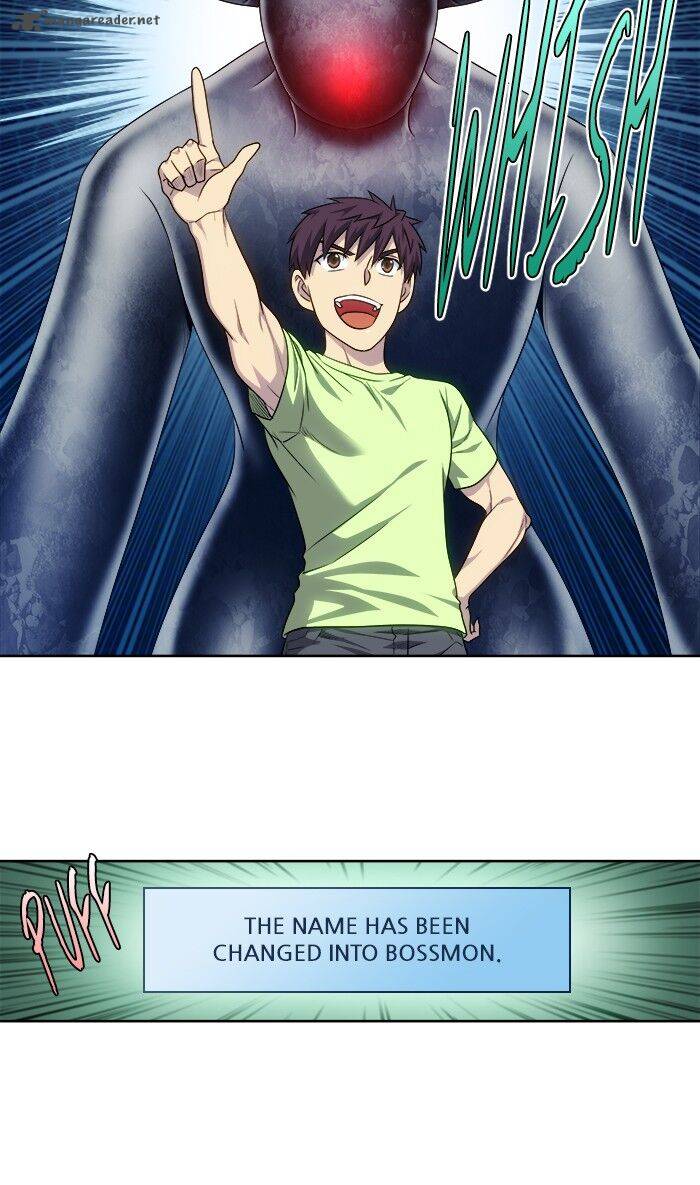 mangareader.net
WHISH
PUFF
THE NAME HAS BEEN
CHANGED INTO BOSSMON.